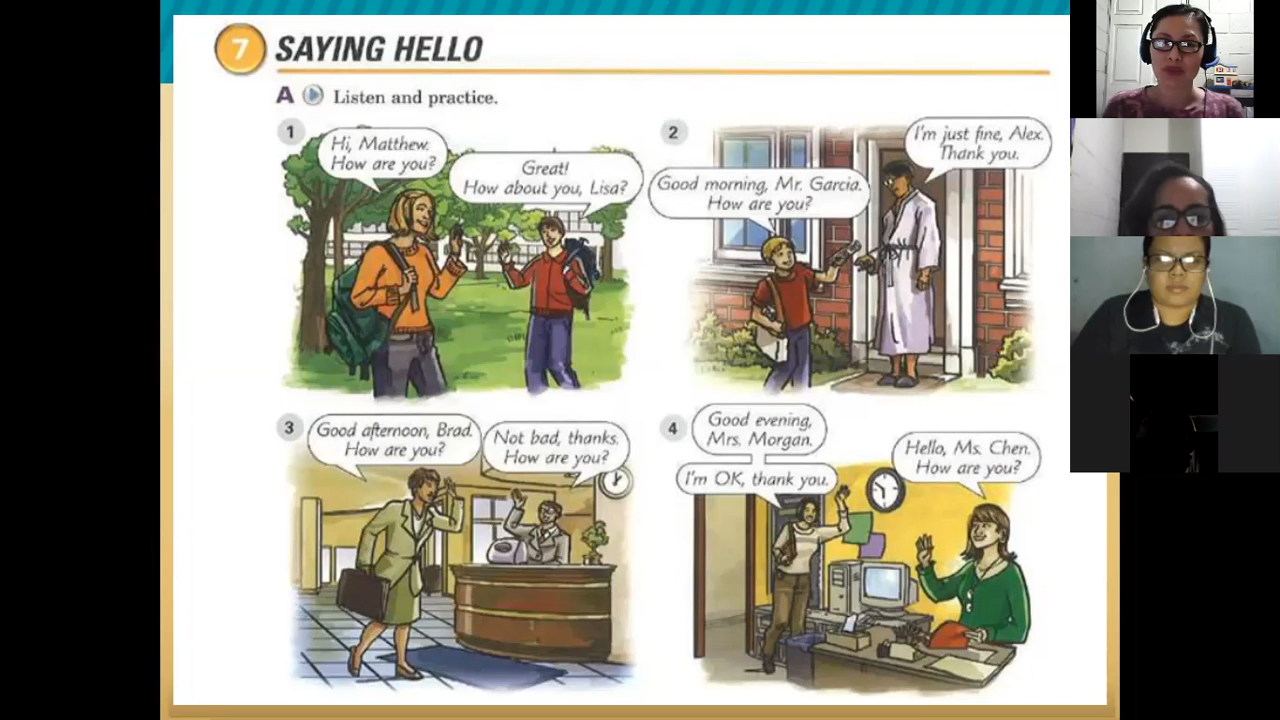 7 SAYING HELLO
A Listen and practice.
1
Hi, Matthew.
How are you?
Great!
How about you, Lisa?
2
Good morning, Mr. Garcia.
How are you?
I'm just fine, Alex.
Thank you.
3
Good afternoon, Brad.
How are you?
Not bad, thanks.
How are you?
4
Good evening,
Mrs. Morgan.
I'm OK, thank you.
Hello, Ms. Chen.
How are you?